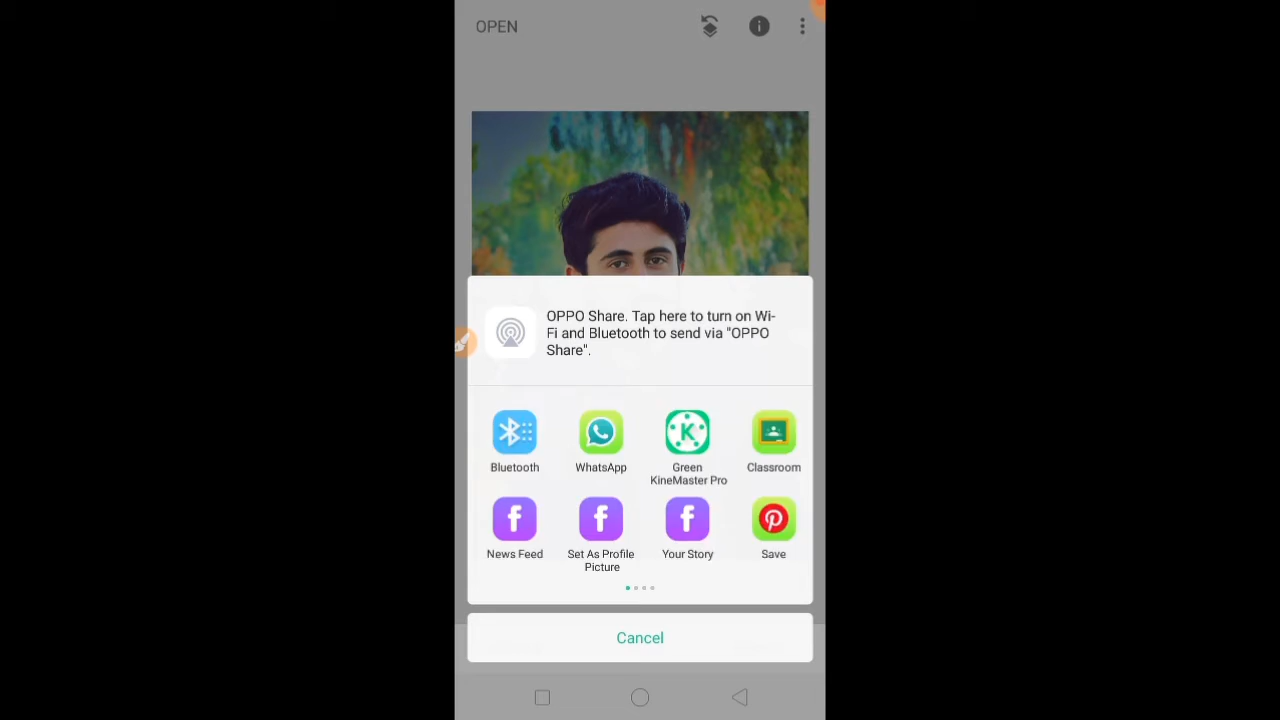 OPEN
OPPO Share. Tap here to turn on Wi-
Fi and Bluetooth to send via "OPPO
Share".
Bluetooth
WhatsApp
Green
KineMaster Pro
Classroom
News Feed
Set As Profile
Picture
Your Story
Save
Cancel